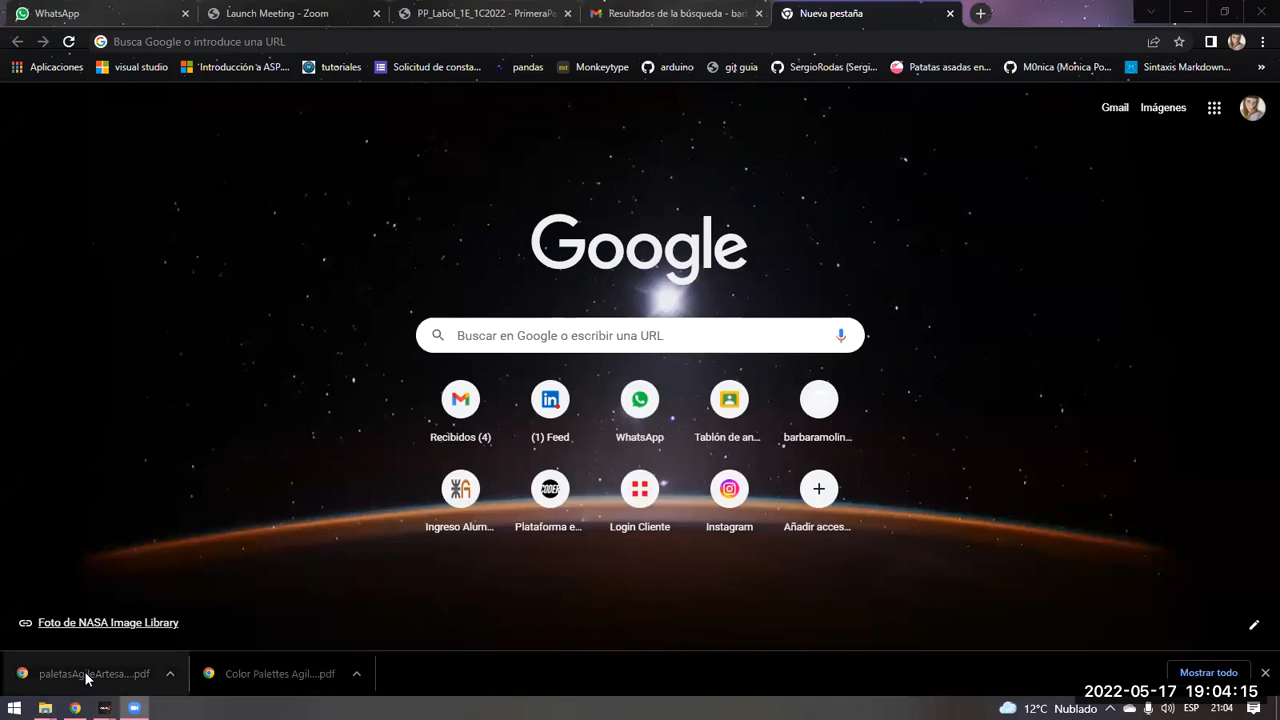 WhatsApp
Launch Meeting - Zoom
PP_LaboI_1E_1C2022 - PrimeraPa
Resultados de la búsqueda - bar
Nueva pestaña
Busca Google o introduce una URL
Aplicaciones
visual studio
Introducción a ASP....
tutoriales
Solicitud de consta...
pandas
mt
Monkeytype
arduino
git guia
SergioRodas (Sergi...
Patatas asadas en...
M0nica (Monica Po...
Sintaxis Markdown...
»
Gmail
Imágenes
Google
Buscar en Google o escribir una URL
Recibidos (4)
(1) Feed
WhatsApp
Tablón de an...
barbaramolin...
CODER
Ingreso Alum...
Plataforma e...
Login Cliente
Instagram
Añadir acces...
Foto de NASA Image Library
paletasAgileArtesa....pdf
Color Palettes Agil....pdf
Mostrar todo
2022-05-17 19:04:15
12°C Nublado
ESP
21:04